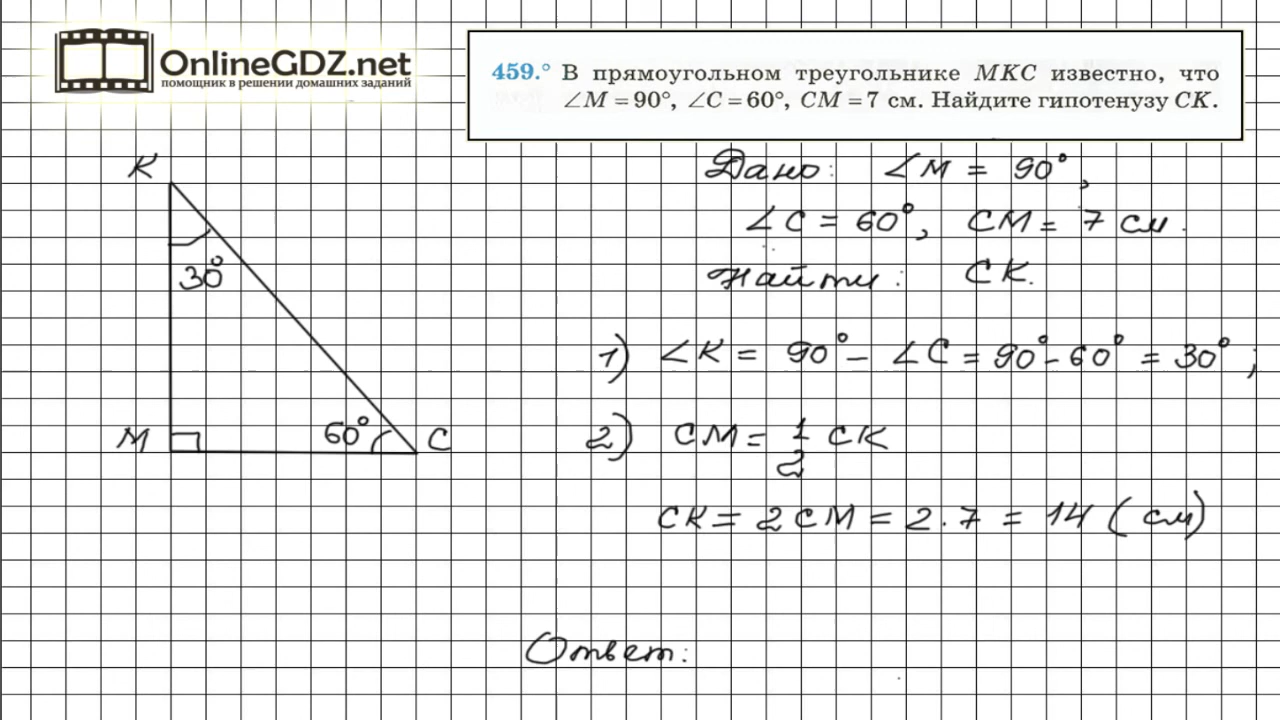 OnlineGDZ.net
помощник в решении домашних заданий
459.° В прямоугольном треугольнике MKC известно, что
∠M = 90°, ∠C = 60°, CM = 7 см. Найдите гипотенузу CK.
Дано: ∠M = 90°,
∠C = 60°, CM = 7 см.
Найти: CK.
K
30°
M
60°
C
1) ∠K = 90° − ∠C = 90° − 60° = 30°;
2) CM = 1/2 CK
CK = 2CM = 2 · 7 = 14 (см)
Ответ: